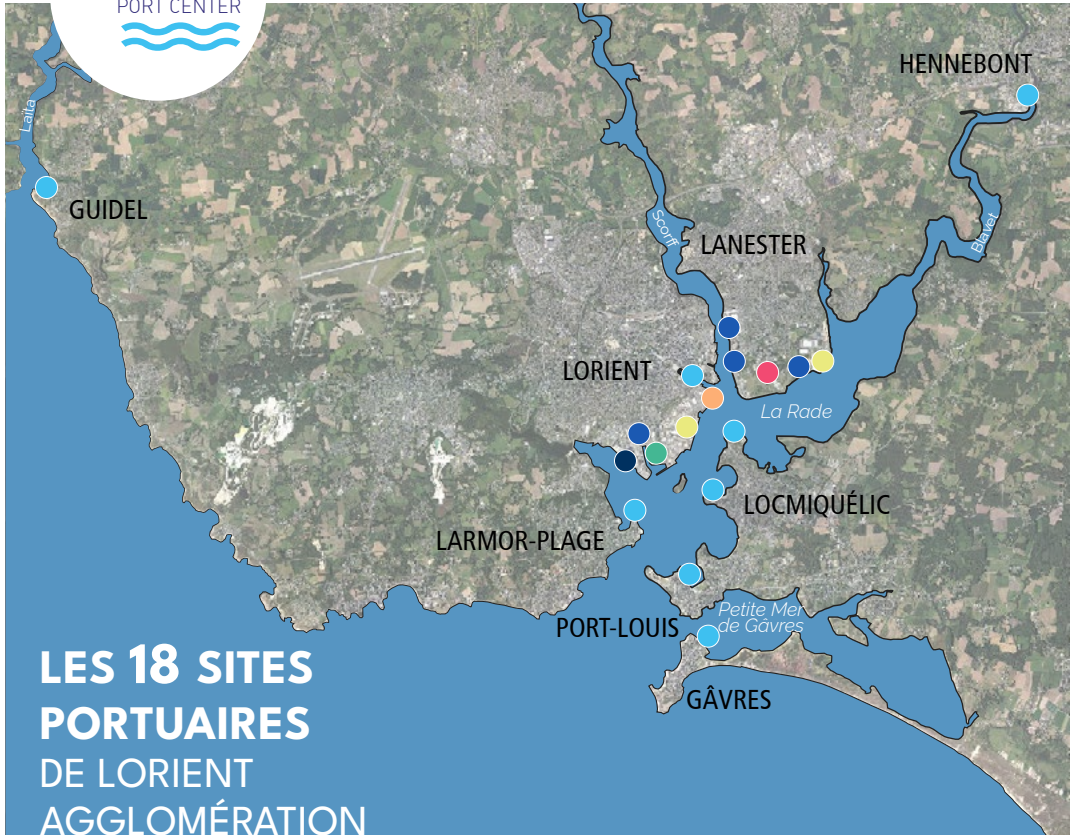 PORT CENTER
HENNEBONT
Laïta
GUIDEL
Scorff
LANESTER
Blavet
LORIENT
La Rade
LOCMIQUÉLIC
LARMOR-PLAGE
PORT-LOUIS
Petite Mer
de Gâvres
GÂVRES
LES 18 SITES
PORTUAIRES
DE LORIENT
AGGLOMÉRATION